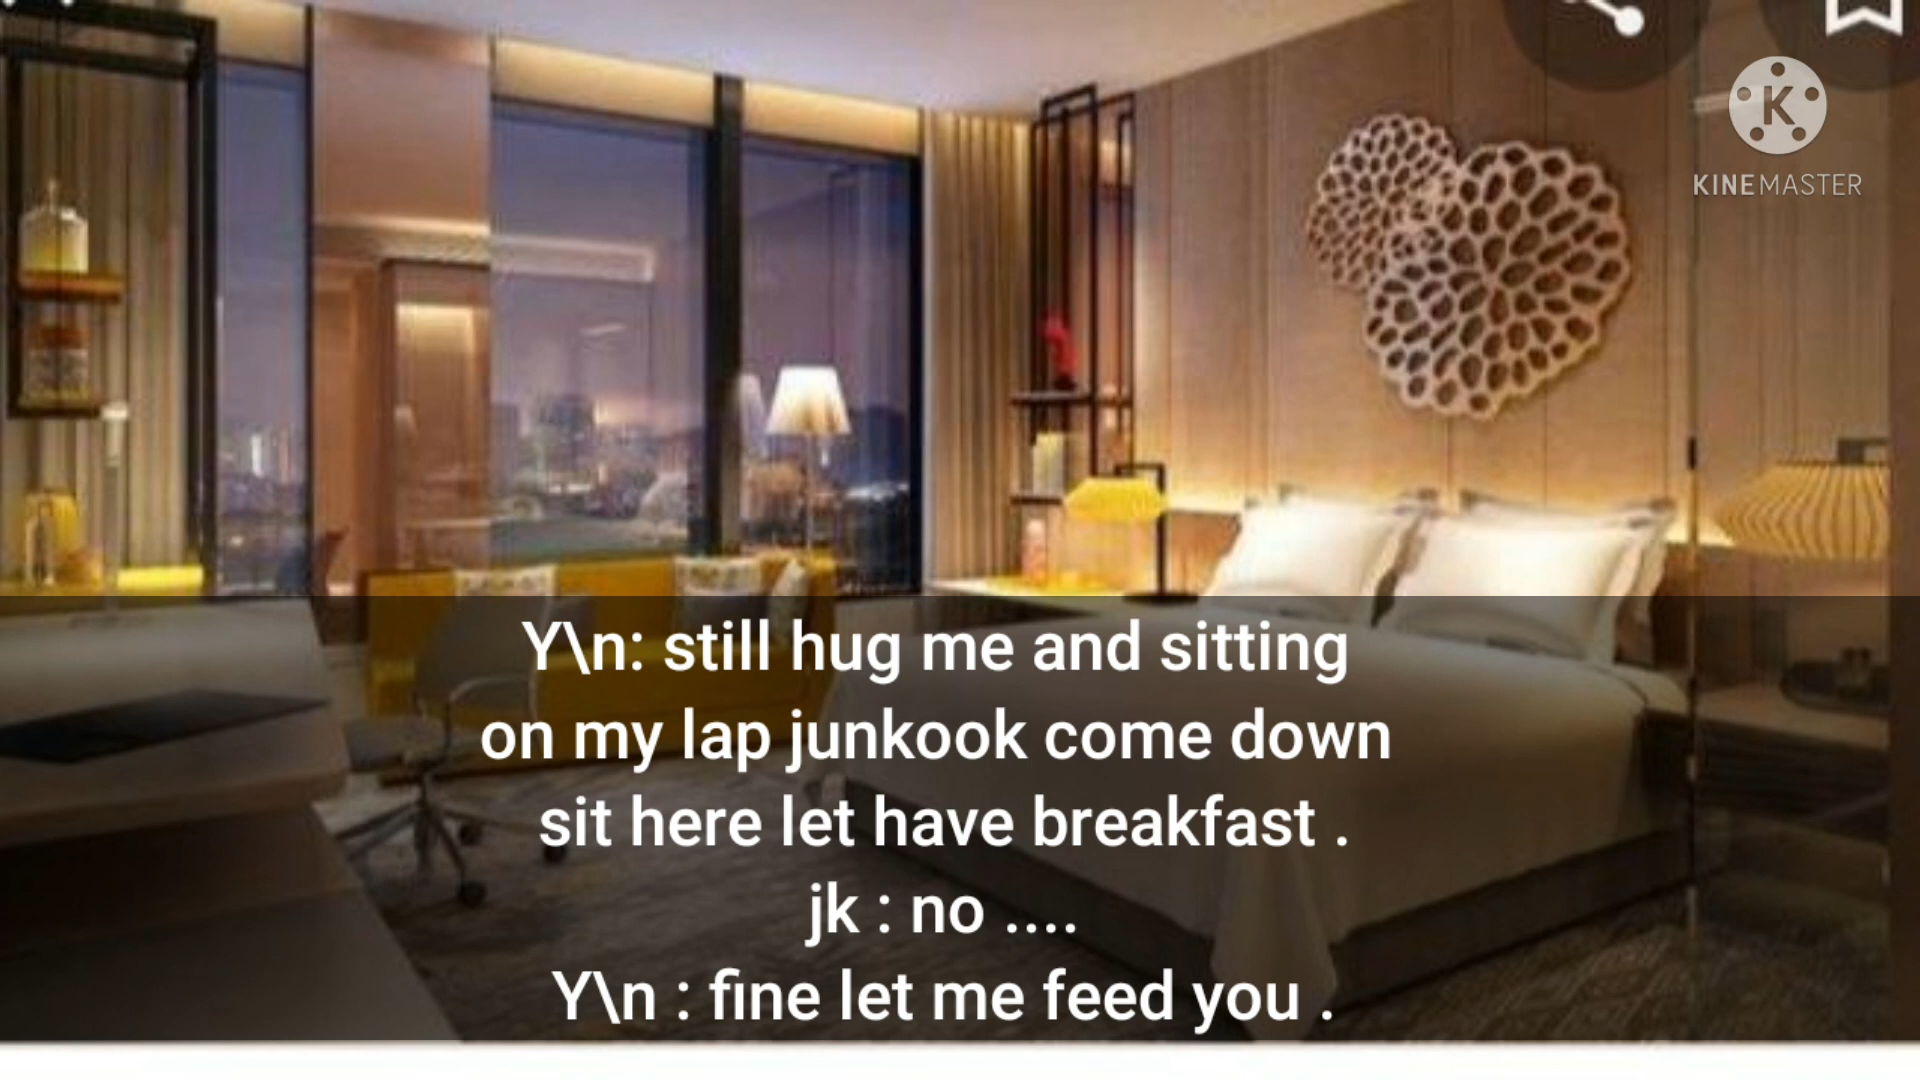 KINEMASTER
Y\n: still hug me and sitting
on my lap junkook come down
sit here let have breakfast .
jk : no ....
Y\n : fine let me feed you .